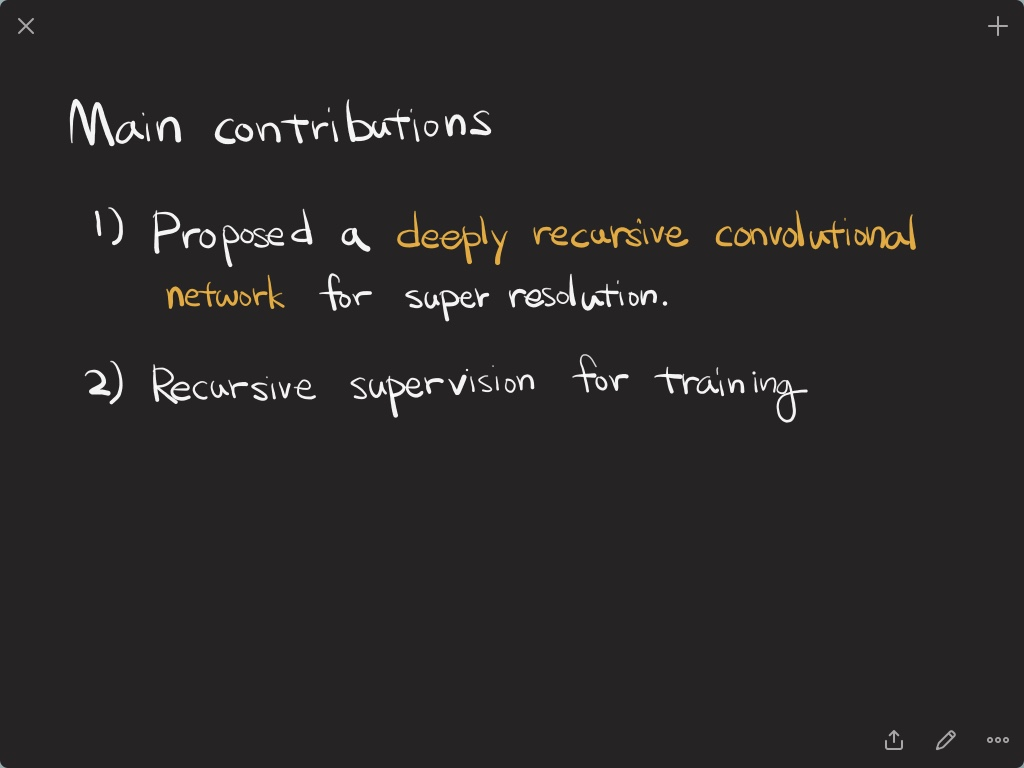 Main contributions
1) Proposed a deeply recursive convolutional
network for super resolution.
2) Recursive supervision for training